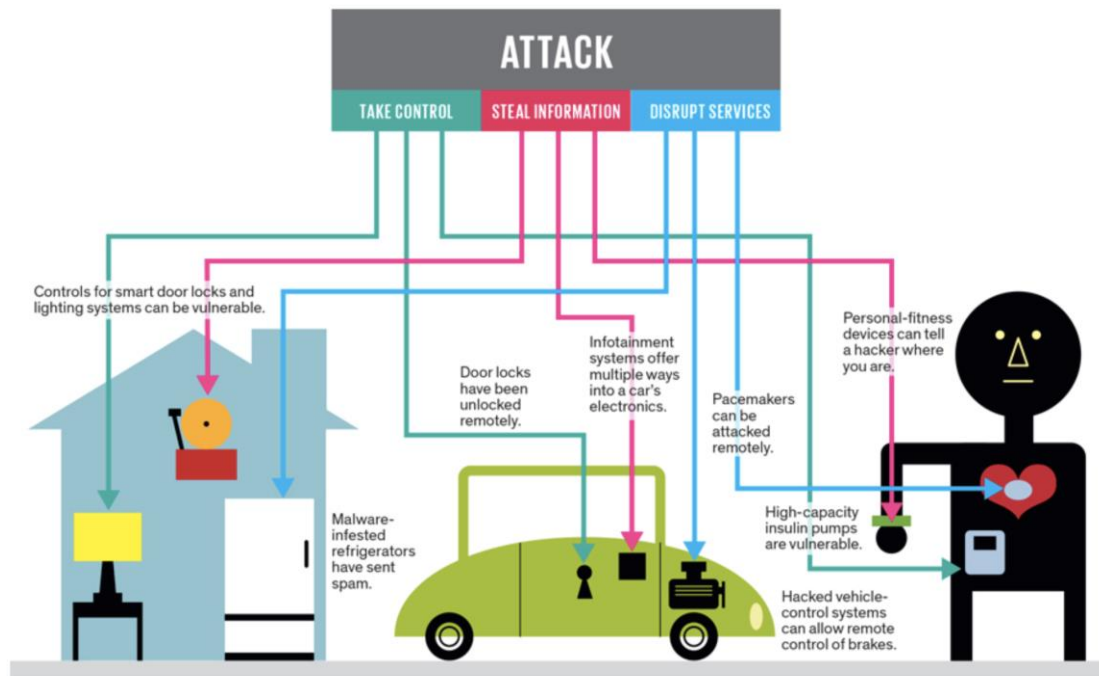 ATTACK
TAKE CONTROL
STEAL INFORMATION
DISRUPT SERVICES
Controls for smart door locks and
lighting systems can be vulnerable.
Malware-
infested
refrigerators
have sent
spam.
Door locks
have been
unlocked
remotely.
Infotainment
systems offer
multiple ways
into a car's
electronics.
Pacemakers
can be
attacked
remotely.
Personal-fitness
devices can tell
a hacker where
you are.
High-capacity
insulin pumps
are vulnerable.
Hacked vehicle-
control systems
can allow remote
control of brakes.